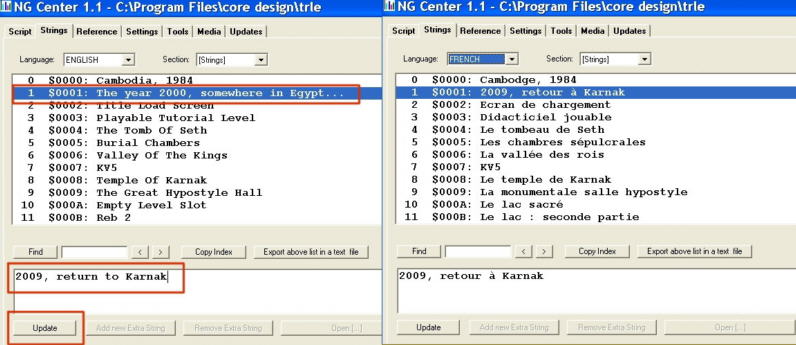 NG Center 1.1 - C:\Program Files\core design\trle
Script Strings Reference Settings Tools Media Updates
Language: ENGLISH Section: [Strings]
0 $0000: Cambodia, 1984
1 $0001: The year 2000, somewhere in Egypt...
2 $0002: Title Load Screen
3 $0003: Playable Tutorial Level
4 $0004: The Tomb Of Seth
5 $0005: Burial Chambers
6 $0006: Valley Of The Kings
7 $0007: KV5
8 $0008: Temple Of Karnak
9 $0009: The Great Hypostyle Hall
10 $000A: Empty Level Slot
11 $000B: Reb 2
Find < > Copy Index Export above list in a text file
2009, return to Karnak
Update Add new Extra String Remove Extra String Open [...]
NG Center 1.1 - C:\Program Files\core design\trle
Script Strings Reference Settings Tools Media Updates
Language: FRENCH Section: [Strings]
0 $0000: Cambodge, 1984
1 $0001: 2009, retour à Karnak
2 $0002: Ecran de chargement
3 $0003: Didacticiel jouable
4 $0004: Le tombeau de Seth
5 $0005: Les chambres sépulcrales
6 $0006: La vallée des rois
7 $0007: KV5
8 $0008: Le temple de Karnak
9 $0009: La monumentale salle hypostyle
10 $000A: Le lac sacré
11 $000B: Le lac : seconde partie
Find < > Copy Index Export above list in a text file
2009, retour à Karnak
Update Add new Extra String Remove Extra String Open [...]